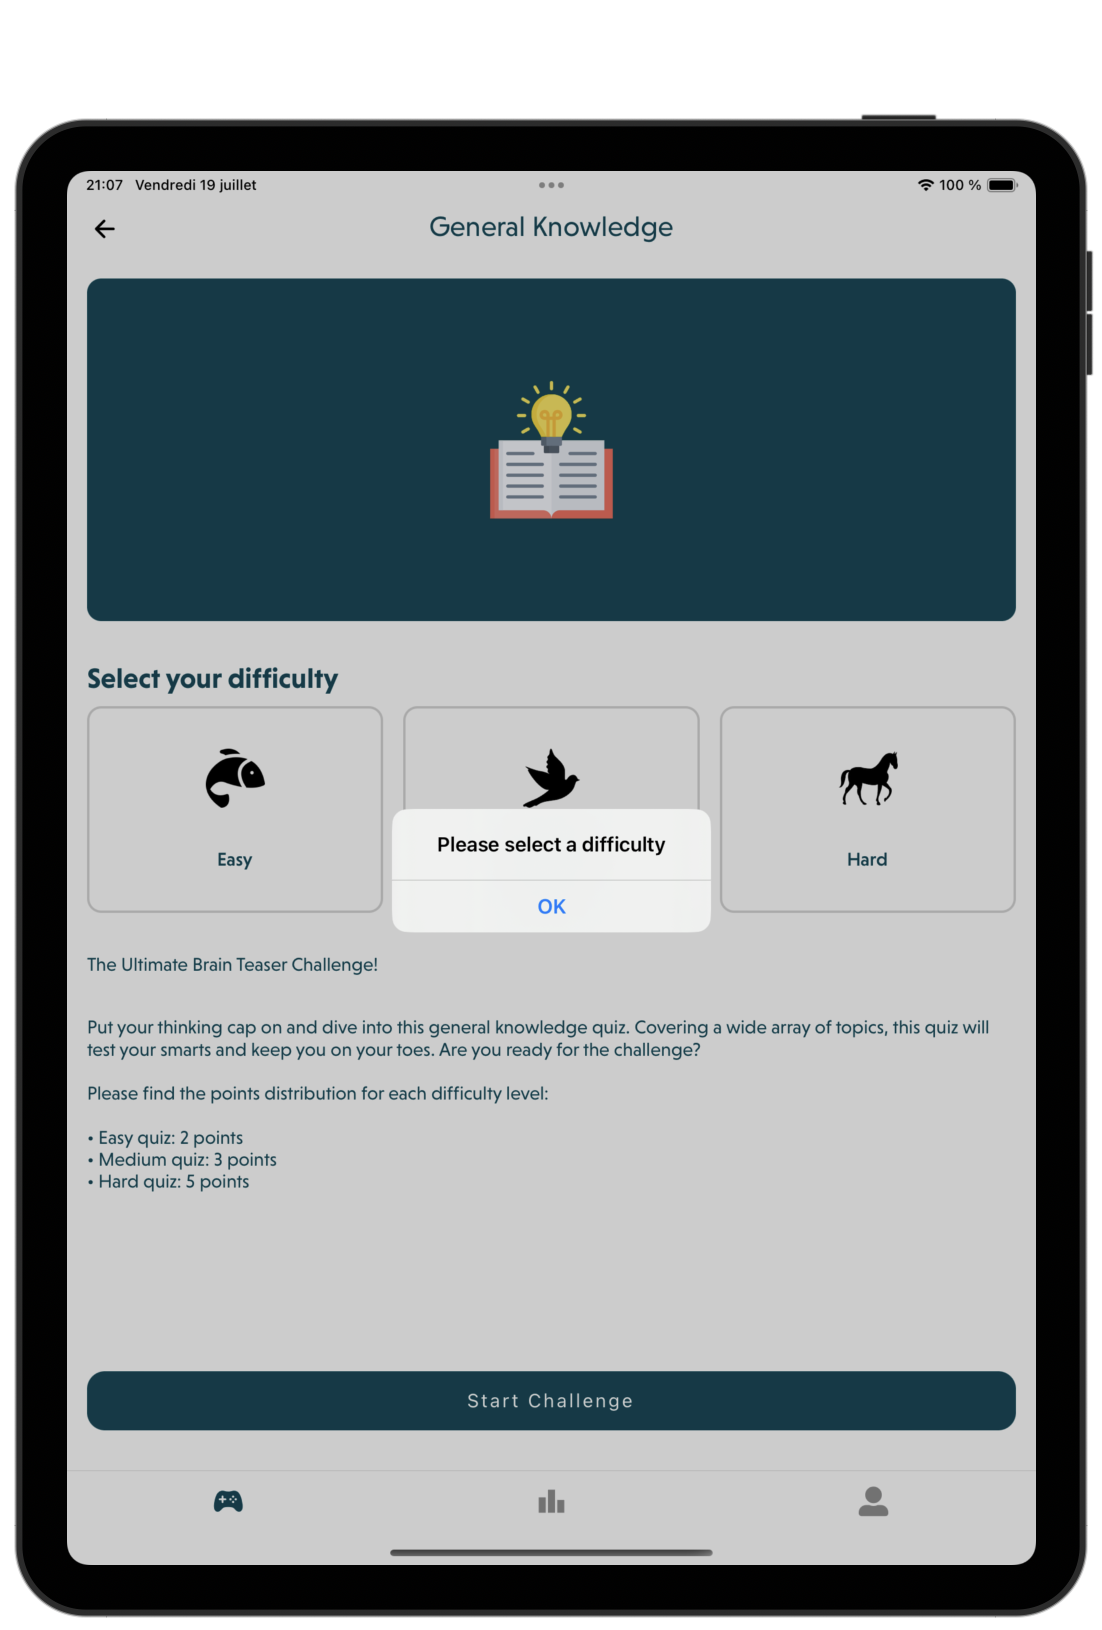 21:07 Vendredi 19 juillet
100 %
General Knowledge
Select your difficulty
Easy
Hard
Please select a difficulty
OK
The Ultimate Brain Teaser Challenge!
Put your thinking cap on and dive into this general knowledge quiz. Covering a wide array of topics, this quiz will
test your smarts and keep you on your toes. Are you ready for the challenge?
Please find the points distribution for each difficulty level:
• Easy quiz: 2 points
• Medium quiz: 3 points
• Hard quiz: 5 points
Start Challenge